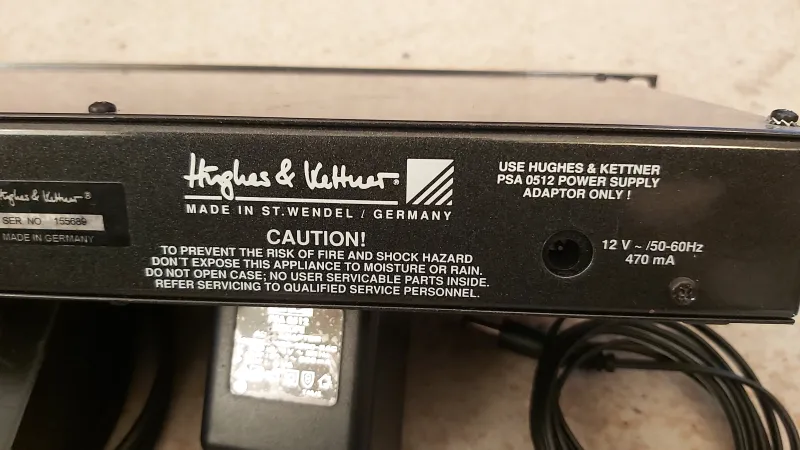 Hughes & Kettner®
SER. NO 155689
MADE IN GERMANY
Hughes & Kettner®
MADE IN ST.WENDEL / GERMANY
CAUTION!
TO PREVENT THE RISK OF FIRE AND SHOCK HAZARD
DON´T EXPOSE THIS APPLIANCE TO MOISTURE OR RAIN.
DO NOT OPEN CASE; NO USER SERVICABLE PARTS INSIDE.
REFER SERVICING TO QUALIFIED SERVICE PERSONNEL.
USE HUGHES & KETTNER
PSA 0512 POWER SUPPLY
ADAPTOR ONLY !
12 V ~ /50-60Hz
470 mA